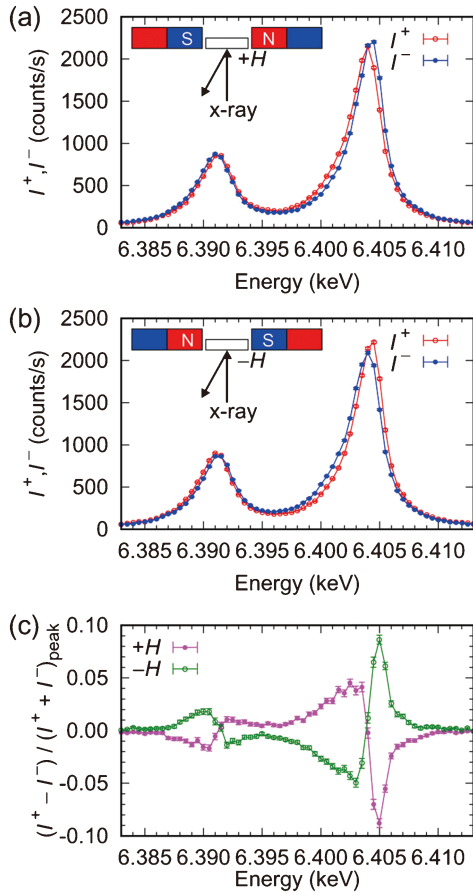 (a)
2500
2000
1500
1000
500
0
I⁺,I⁻ (counts/s)
S N
+H
x-ray
I⁺
I⁻
6.385 6.390 6.395 6.400 6.405 6.410
Energy (keV)
(b)
2500
2000
1500
1000
500
0
I⁺,I⁻ (counts/s)
N S
−H
x-ray
I⁺
I⁻
6.385 6.390 6.395 6.400 6.405 6.410
Energy (keV)
(c)
0.10
0.05
0.00
-0.05
-0.10
(I⁺ − I⁻) / (I⁺ + I⁻)peak
+H
−H
6.385 6.390 6.395 6.400 6.405 6.410
Energy (keV)